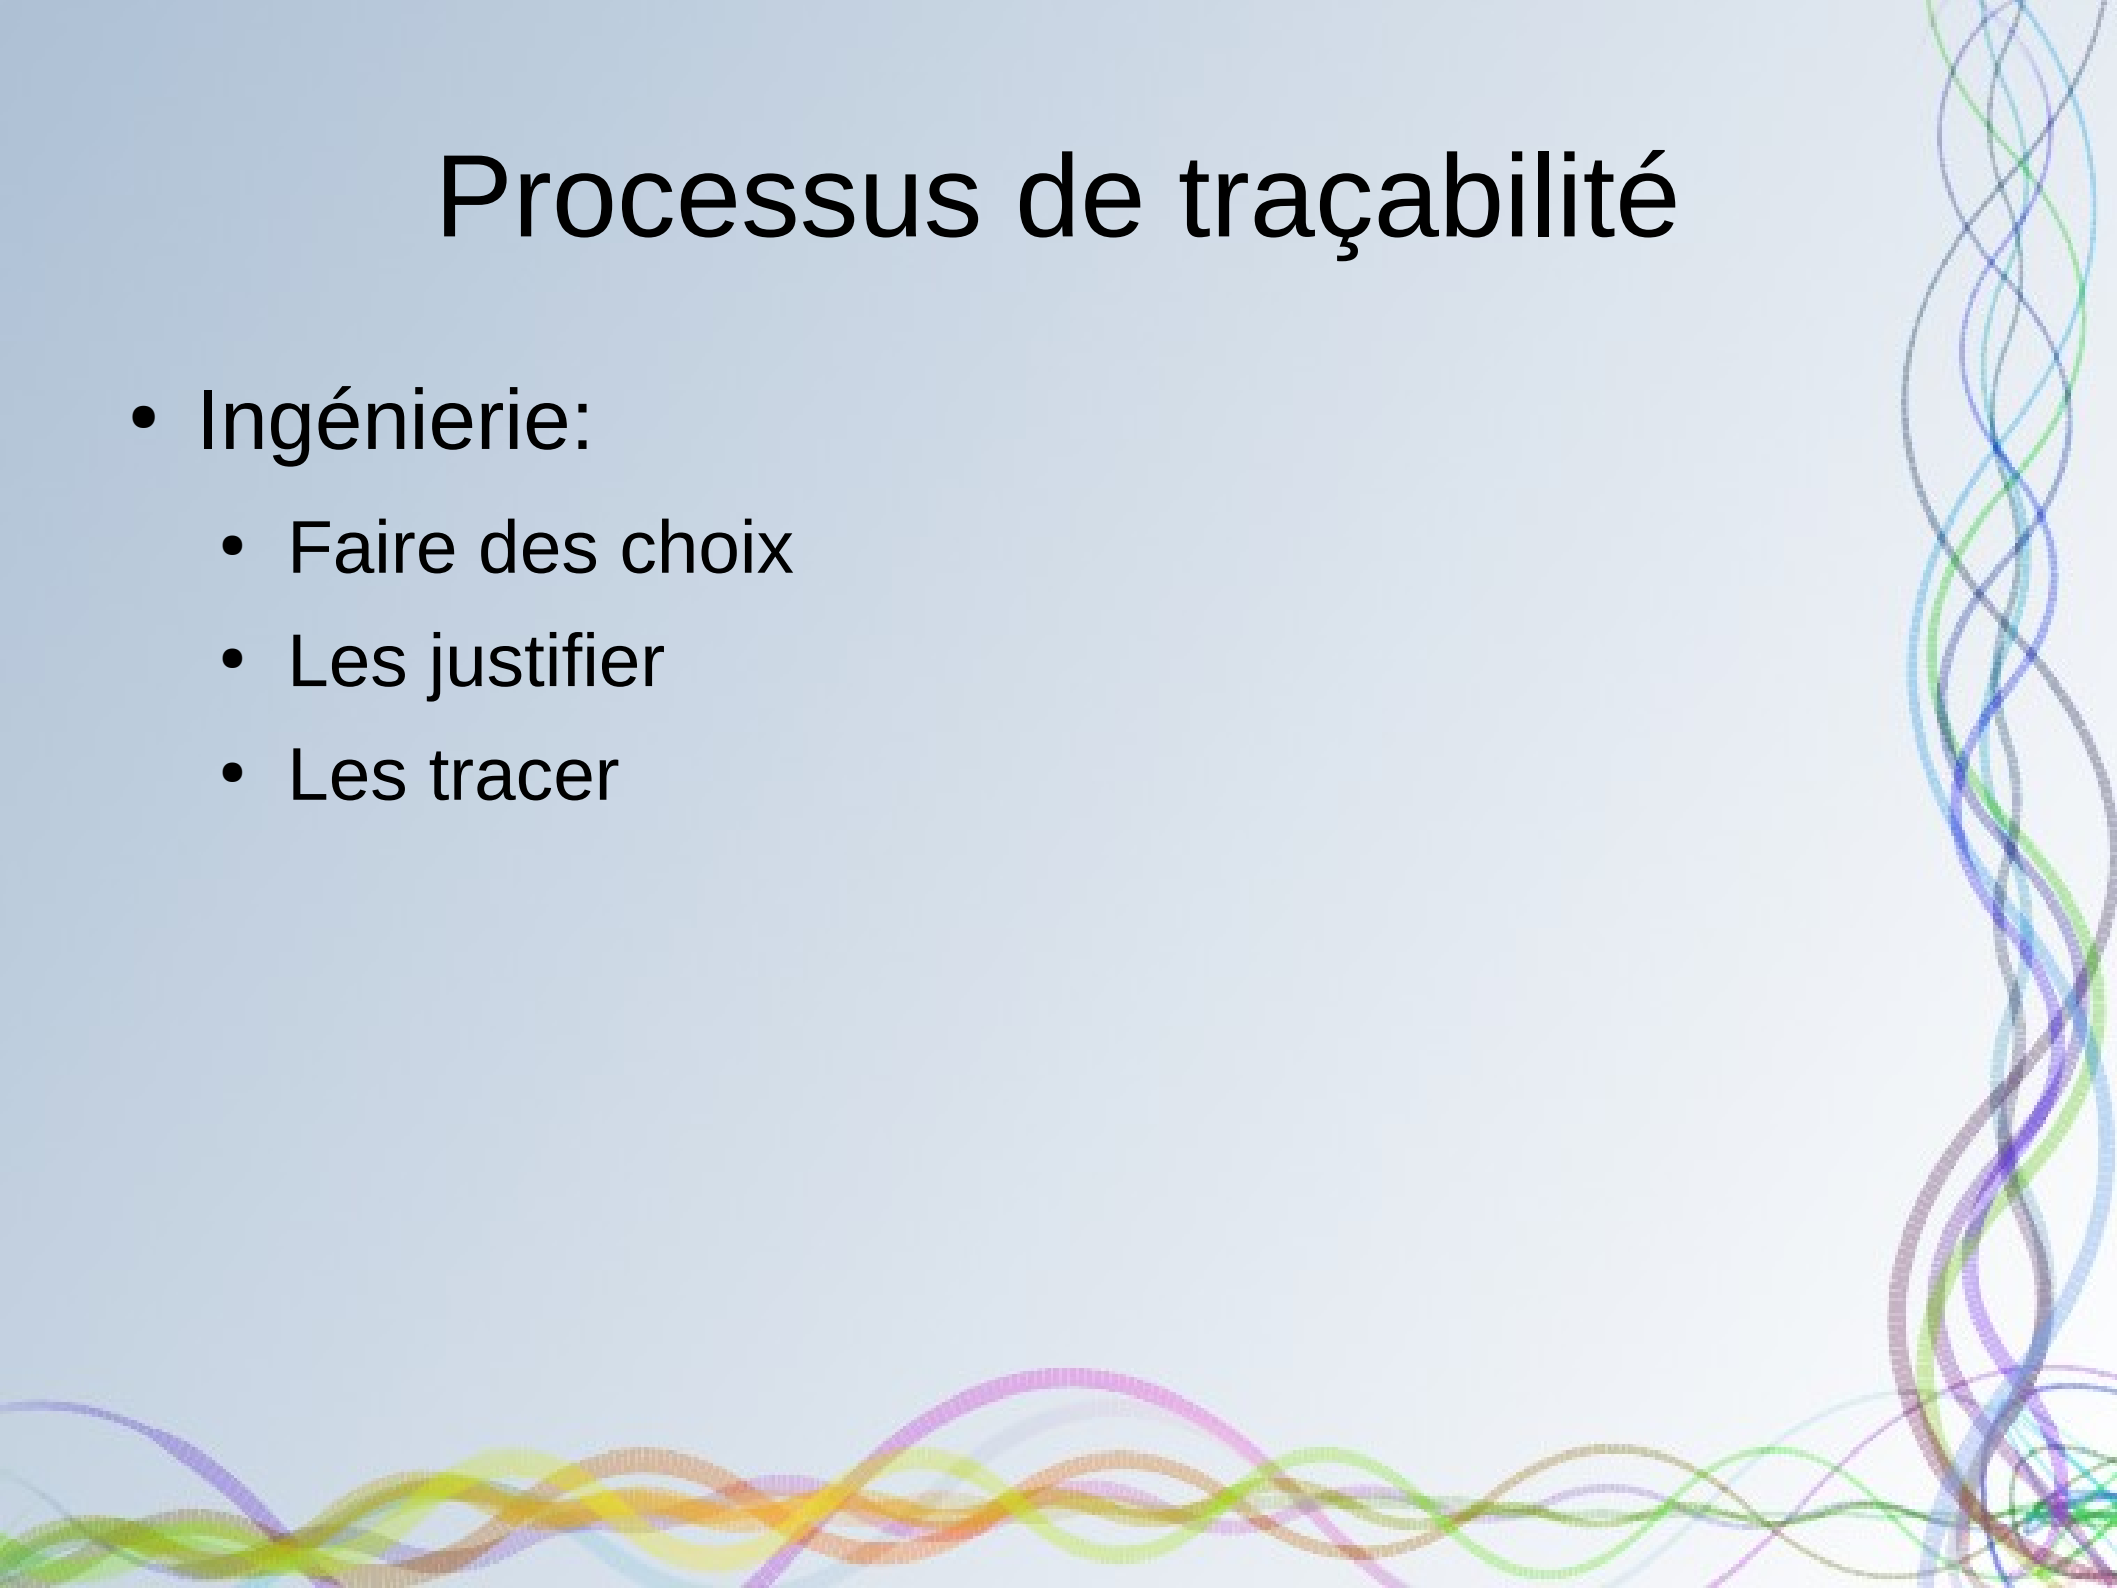 Processus de traçabilité
• Ingénierie:
• Faire des choix
• Les justifier
• Les tracer